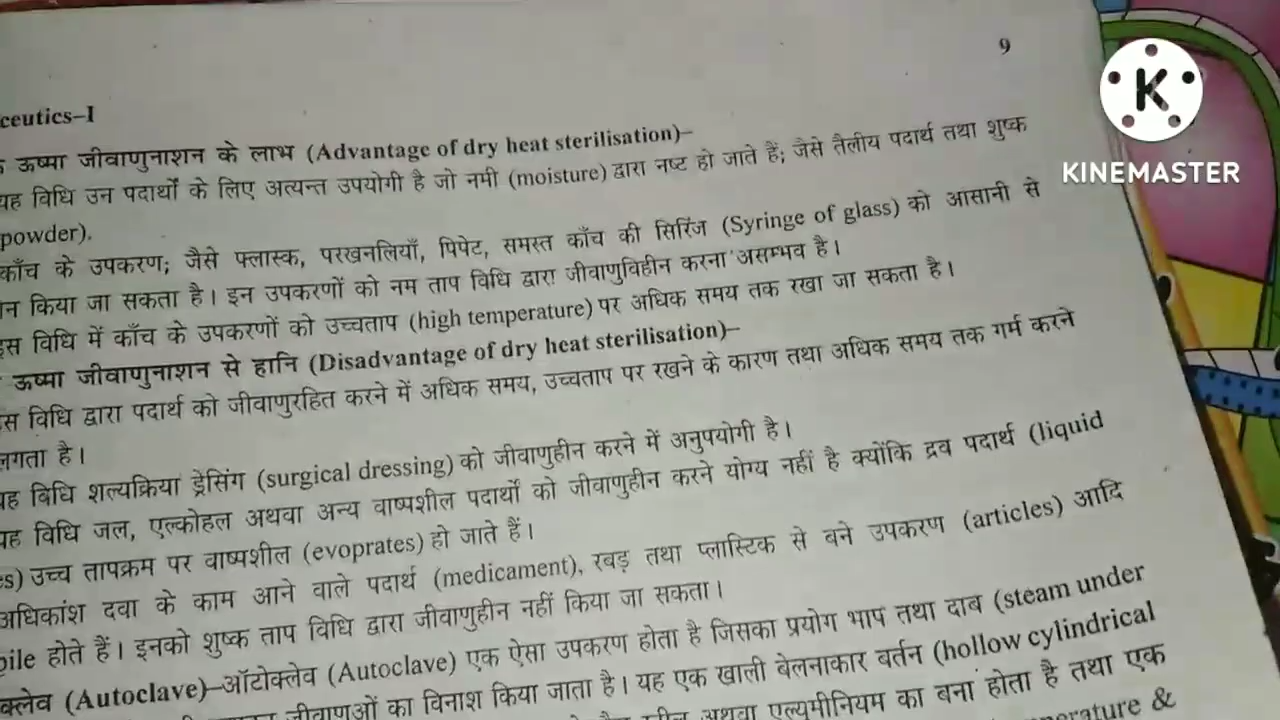 9
ceutics–I
ऊष्मा जीवाणुनाशन के लाभ (Advantage of dry heat sterilisation)–
यह विधि उन पदार्थों के लिए अत्यन्त उपयोगी है जो नमी (moisture) द्वारा नष्ट हो जाते हैं; जैसे तैलीय पदार्थ तथा शुष्क
powder).
काँच के उपकरण; जैसे फ्लास्क, परखनलियाँ, पिपेट, समस्त काँच की सिरिंज (Syringe of glass) को आसानी से
न किया जा सकता है। इन उपकरणों को नम ताप विधि द्वारा जीवाणुविहीन करना असम्भव है।
इस विधि में काँच के उपकरणों को उच्चताप (high temperature) पर अधिक समय तक रखा जा सकता है।
ऊष्मा जीवाणुनाशन से हानि (Disadvantage of dry heat sterilisation)–
स विधि द्वारा पदार्थ को जीवाणुरहित करने में अधिक समय, उच्चताप पर रखने के कारण तथा अधिक समय तक गर्म करने
लगता है।
यह बिधि शल्यक्रिया ड्रेसिंग (surgical dressing) को जीवाणुहीन करने में अनुपयोगी है।
यह विधि जल, एल्कोहल अथवा अन्य वाष्पशील पदार्थों को जीवाणुहीन करने योग्य नहीं है क्योंकि द्रव पदार्थ (liquid
es) उच्च तापक्रम पर वाष्पशील (evoprates) हो जाते हैं।
अधिकांश दवा के काम आने वाले पदार्थ (medicament), रबड़ तथा प्लास्टिक से बने उपकरण (articles) आदि
bile होते हैं। इनको शुष्क ताप विधि द्वारा जीवाणुहीन नहीं किया जा सकता।
क्लेव (Autoclave)–ऑटोक्लेव (Autoclave) एक ऐसा उपकरण होता है जिसका प्रयोग भाप तथा दाब (steam under
जीवाणुओं का विनाश किया जाता है। यह एक खाली बेलनाकार बर्तन (hollow cylindrical
अथवा एल्युमीनियम का बना होता है तथा एक
&
K
KINEMASTER